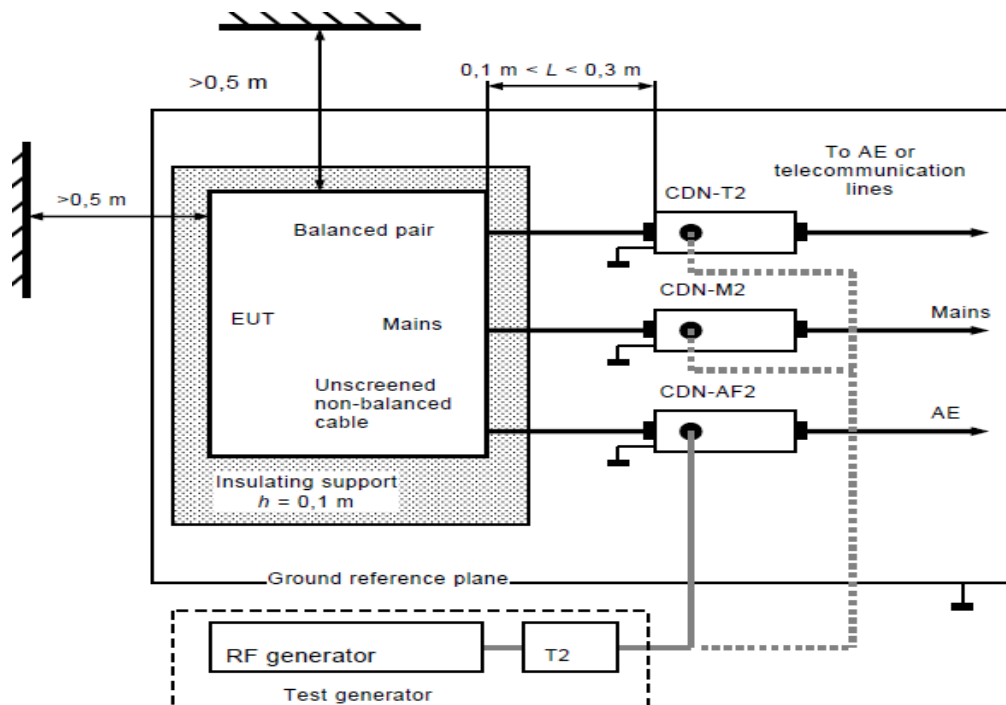 >0,5 m
0,1 m < L < 0,3 m
>0,5 m
To AE or
telecommunication
lines
CDN-T2
Balanced pair
CDN-M2
EUT
Mains
Mains
Unscreened
non-balanced
cable
CDN-AF2
AE
Insulating support
h = 0,1 m
Ground reference plane
RF generator
T2
Test generator